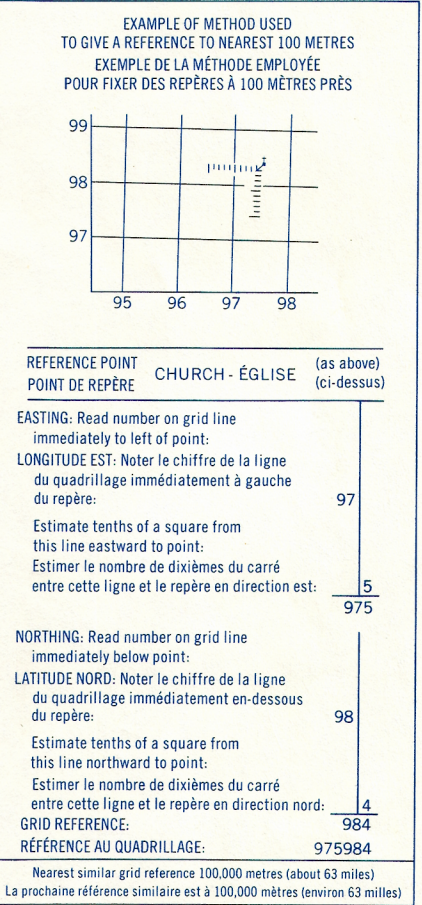 EXAMPLE OF METHOD USED
TO GIVE A REFERENCE TO NEAREST 100 METRES
EXEMPLE DE LA MÉTHODE EMPLOYÉE
POUR FIXER DES REPÈRES À 100 MÈTRES PRÈS
99
98
97
95 96 97 98
REFERENCE POINT
POINT DE REPÈRE
CHURCH - ÉGLISE
(as above)
(ci-dessus)
EASTING: Read number on grid line
immediately to left of point:
LONGITUDE EST: Noter le chiffre de la ligne
du quadrillage immédiatement à gauche
du repère: 97
Estimate tenths of a square from
this line eastward to point:
Estimer le nombre de dixièmes du carré
entre cette ligne et le repère en direction est: 5
975
NORTHING: Read number on grid line
immediately below point:
LATITUDE NORD: Noter le chiffre de la ligne
du quadrillage immédiatement en-dessous
du repère: 98
Estimate tenths of a square from
this line northward to point:
Estimer le nombre de dixièmes du carré
entre cette ligne et le repère en direction nord: 4
GRID REFERENCE: 984
RÉFÉRENCE AU QUADRILLAGE: 975984
Nearest similar grid reference 100,000 metres (about 63 miles)
La prochaine référence similaire est à 100,000 mètres (environ 63 milles)